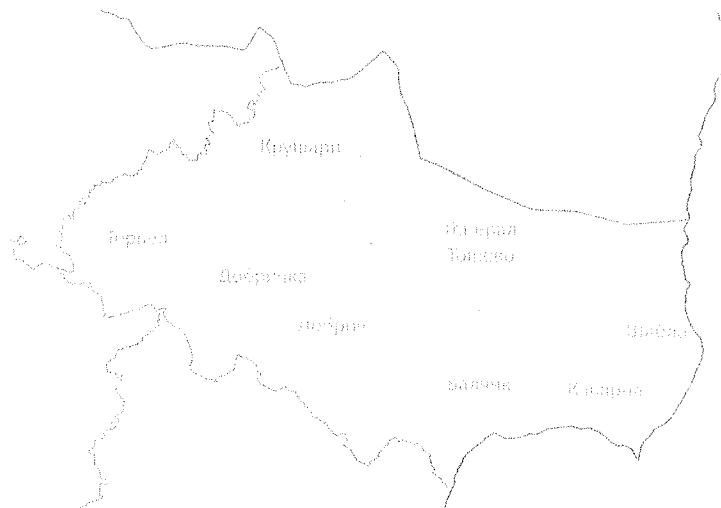 Крушари
Генерал
Тошево
Тервел
Добричка
Добрич
Шабла
Балчик
Каварна